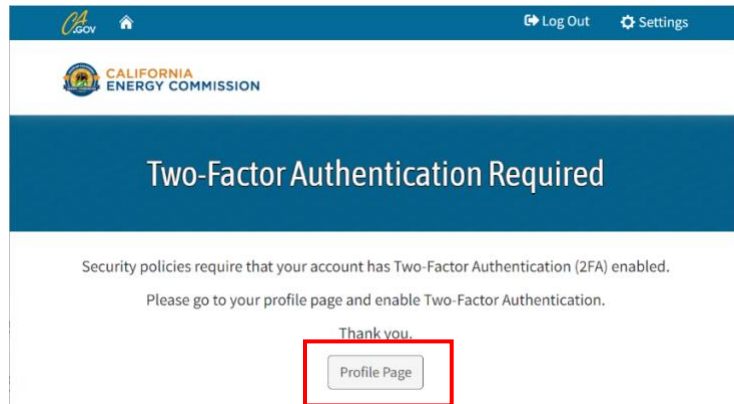 CA.GOV Log Out Settings
CALIFORNIA
ENERGY COMMISSION
Two-Factor Authentication Required
Security policies require that your account has Two-Factor Authentication (2FA) enabled.
Please go to your profile page and enable Two-Factor Authentication.
Thank you.
Profile Page